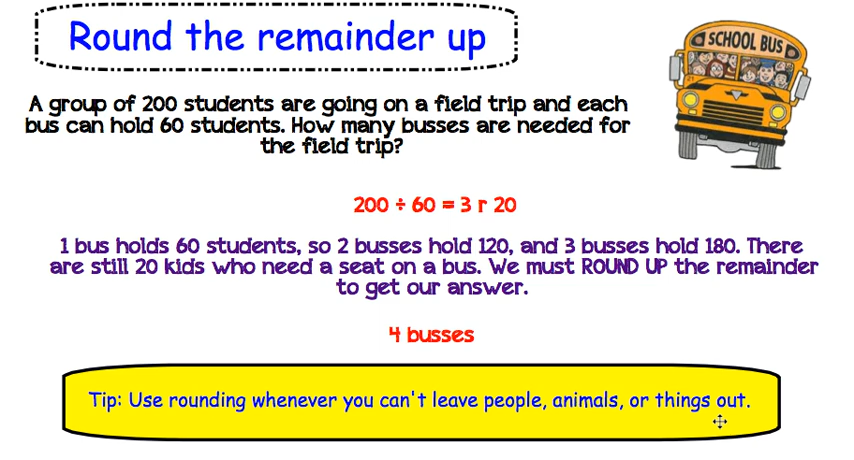 Round the remainder up
SCHOOL BUS
A group of 200 students are going on a field trip and each
bus can hold 60 students. How many busses are needed for
the field trip?
200 ÷ 60 = 3 r 20
1 bus holds 60 students, so 2 busses hold 120, and 3 busses hold 180. There
are still 20 kids who need a seat on a bus. We must ROUND UP the remainder
to get our answer.
4 busses
Tip: Use rounding whenever you can't leave people, animals, or things out.